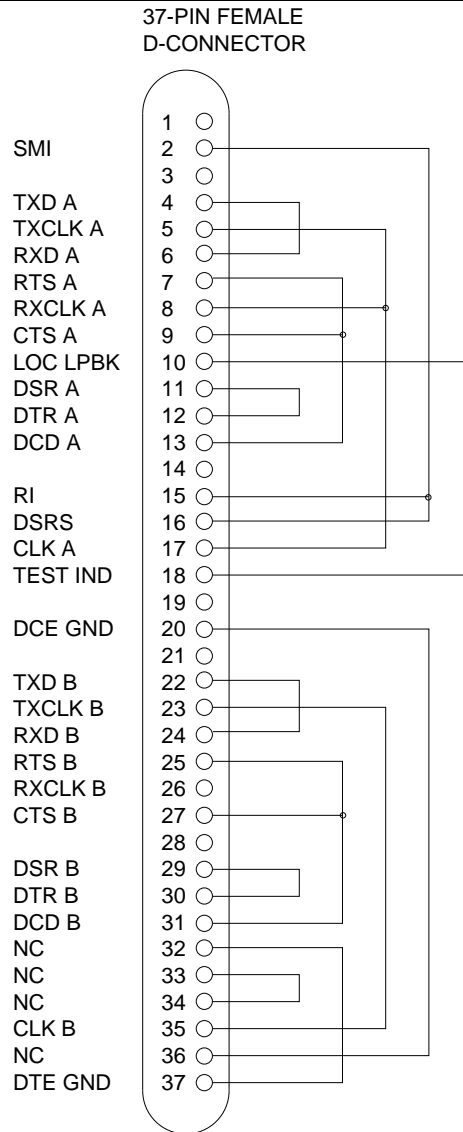 37-PIN FEMALE
D-CONNECTOR
1
SMI 2
3
TXD A 4
TXCLK A 5
RXD A 6
RTS A 7
RXCLK A 8
CTS A 9
LOC LPBK 10
DSR A 11
DTR A 12
DCD A 13
14
RI 15
DSRS 16
CLK A 17
TEST IND 18
19
DCE GND 20
21
TXD B 22
TXCLK B 23
RXD B 24
RTS B 25
RXCLK B 26
CTS B 27
28
DSR B 29
DTR B 30
DCD B 31
NC 32
NC 33
NC 34
CLK B 35
NC 36
DTE GND 37